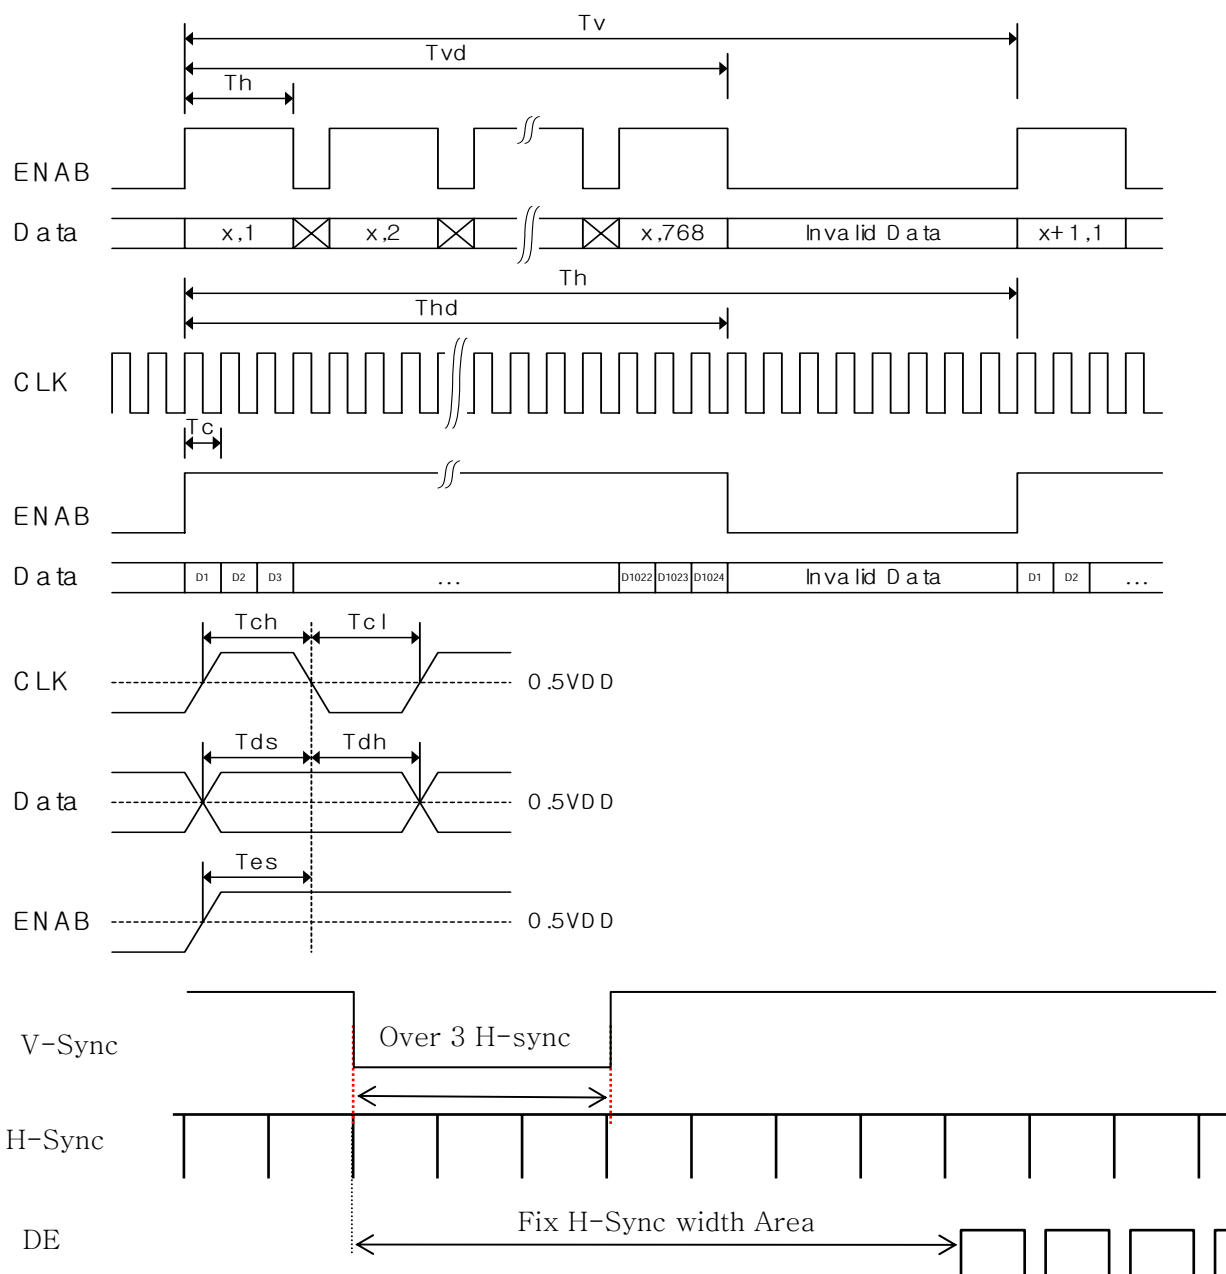 Tv
Tvd
Th
ENAB
Data x,1 x,2 x,768 Invalid Data x+1,1
Th
Thd
CLK
Tc
ENAB
Data D1 D2 D3 ... D1022 D1023 D1024 Invalid Data D1 D2 ...
Tch Tcl
CLK 0.5VDD
Tds Tdh
Data 0.5VDD
Tes
ENAB 0.5VDD
V-Sync Over 3 H-sync
H-Sync
DE Fix H-Sync width Area